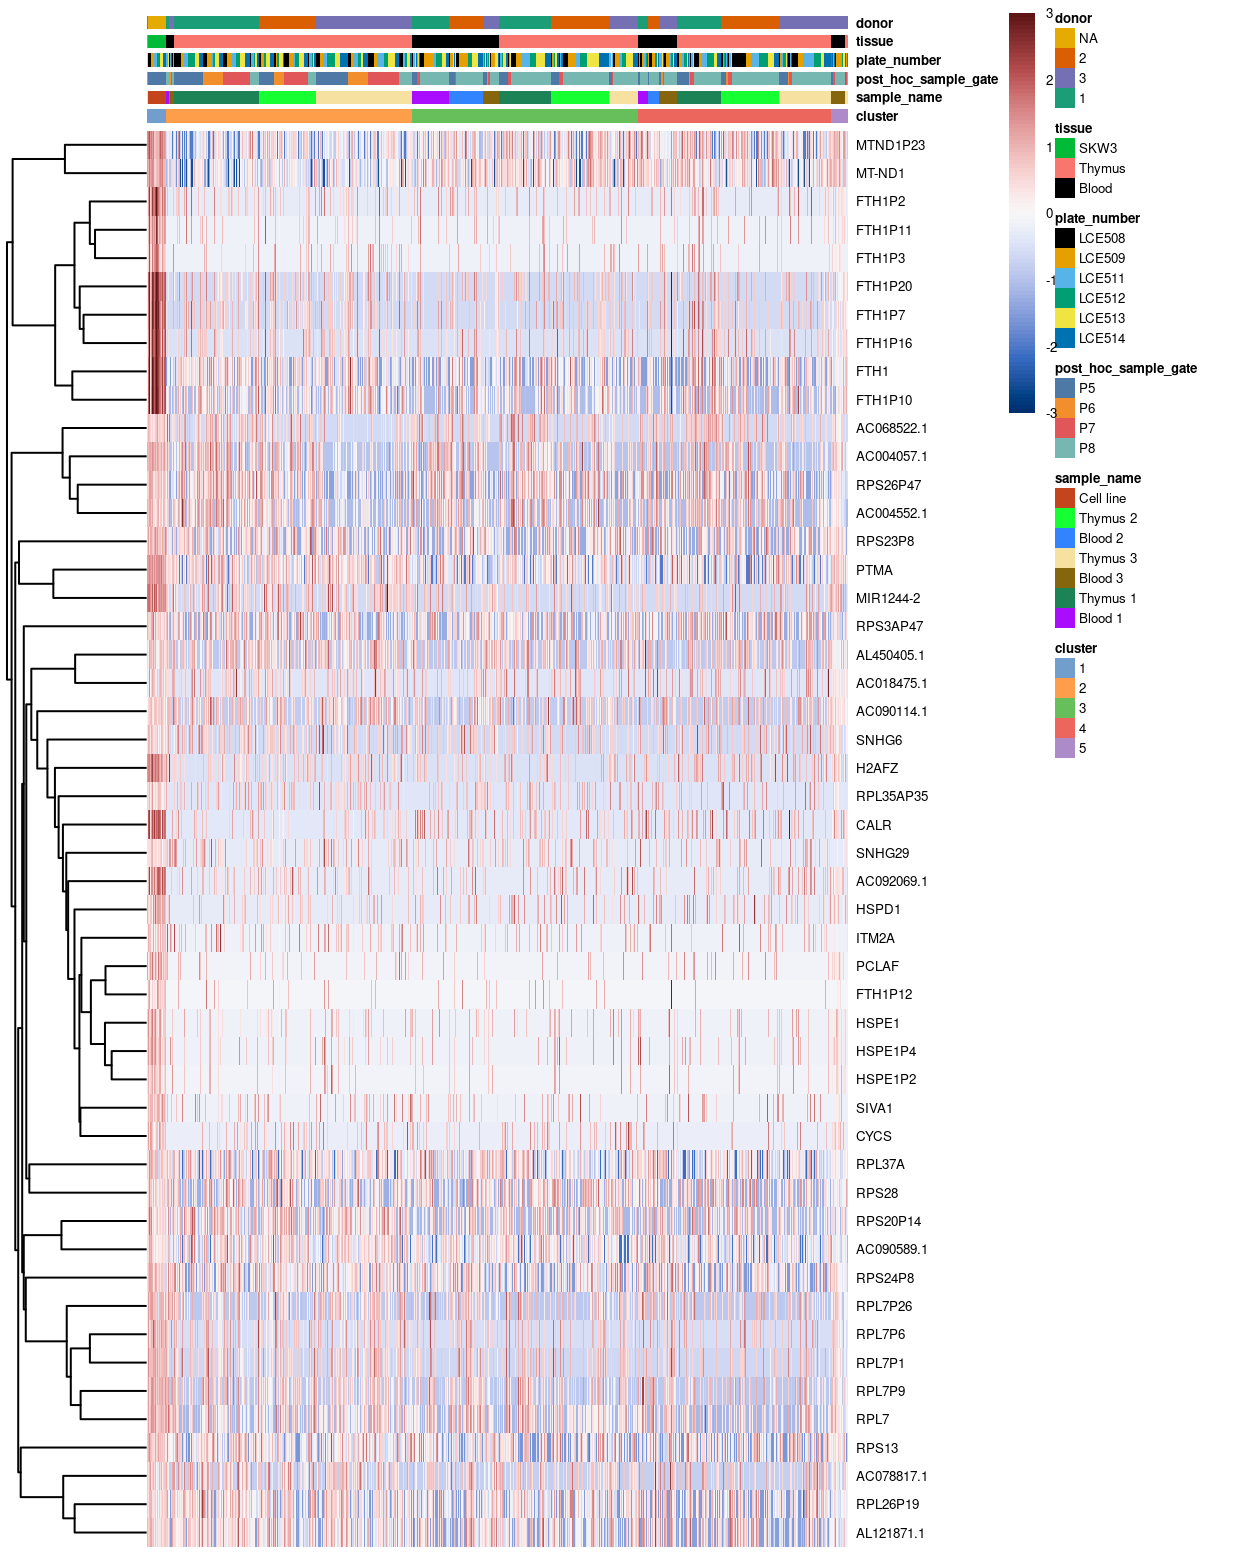 donor
tissue
plate_number
post_hoc_sample_gate
sample_name
cluster
MTND1P23
MT-ND1
FTH1P2
FTH1P11
FTH1P3
FTH1P20
FTH1P7
FTH1P16
FTH1
FTH1P10
AC068522.1
AC004057.1
RPS26P47
AC004552.1
RPS23P8
PTMA
MIR1244-2
RPS3AP47
AL450405.1
AC018475.1
AC090114.1
SNHG6
H2AFZ
RPL35AP35
CALR
SNHG29
AC092069.1
HSPD1
ITM2A
PCLAF
FTH1P12
HSPE1
HSPE1P4
HSPE1P2
SIVA1
CYCS
RPL37A
RPS28
RPS20P14
AC090589.1
RPS24P8
RPL7P26
RPL7P6
RPL7P1
RPL7P9
RPL7
RPS13
AC078817.1
RPL26P19
AL121871.1
3
2
1
0
-1
-2
-3
donor
NA
2
3
1
tissue
SKW3
Thymus
Blood
plate_number
LCE508
LCE509
LCE511
LCE512
LCE513
LCE514
post_hoc_sample_gate
P5
P6
P7
P8
sample_name
Cell line
Thymus 2
Blood 2
Thymus 3
Blood 3
Thymus 1
Blood 1
cluster
1
2
3
4
5